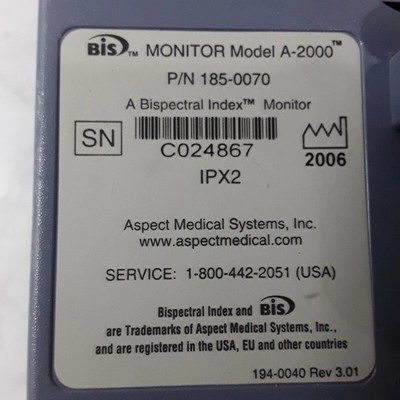 BIS™ MONITOR Model A-2000™
P/N 185-0070
A Bispectral Index™ Monitor
SN
C024867
2006
IPX2
Aspect Medical Systems, Inc.
www.aspectmedical.com
SERVICE: 1-800-442-2051 (USA)
Bispectral Index and BIS
are Trademarks of Aspect Medical Systems, Inc.,
and are registered in the USA, EU and other countries
194-0040 Rev 3.01